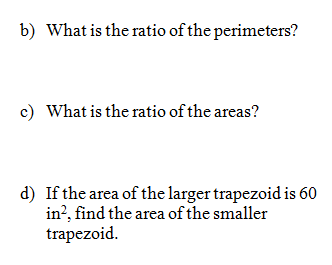 b) What is the ratio of the perimeters?
c) What is the ratio of the areas?
d) If the area of the larger trapezoid is 60
in², find the area of the smaller
trapezoid.